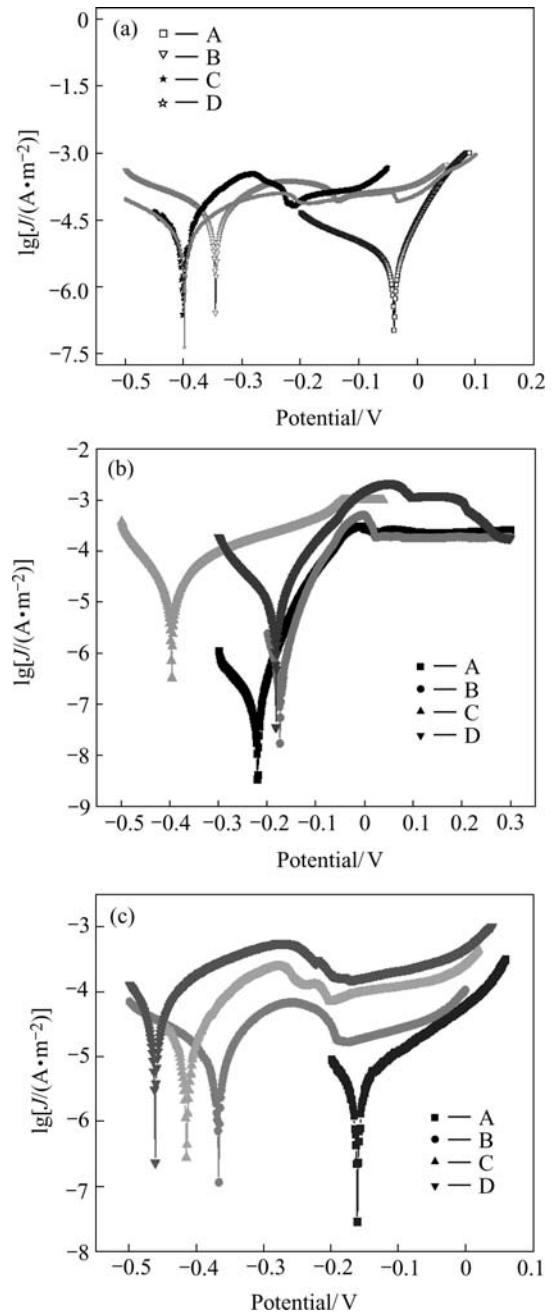 (a)
A
B
C
D
0
−1.5
−3.0
−4.5
−6.0
−7.5
lg[J/(A•m⁻²)]
−0.5 −0.4 −0.3 −0.2 −0.1 0 0.1 0.2
Potential/ V
(b)
−2
−3
−4
−5
−6
−7
−8
−9
lg[J/(A•m⁻²)]
A
B
C
D
−0.5 −0.4 −0.3 −0.2 −0.1 0 0.1 0.2 0.3
Potential/ V
(c)
−3
−4
−5
−6
−7
−8
lg[J/(A•m⁻²)]
A
B
C
D
−0.5 −0.4 −0.3 −0.2 −0.1 0 0.1
Potential/ V